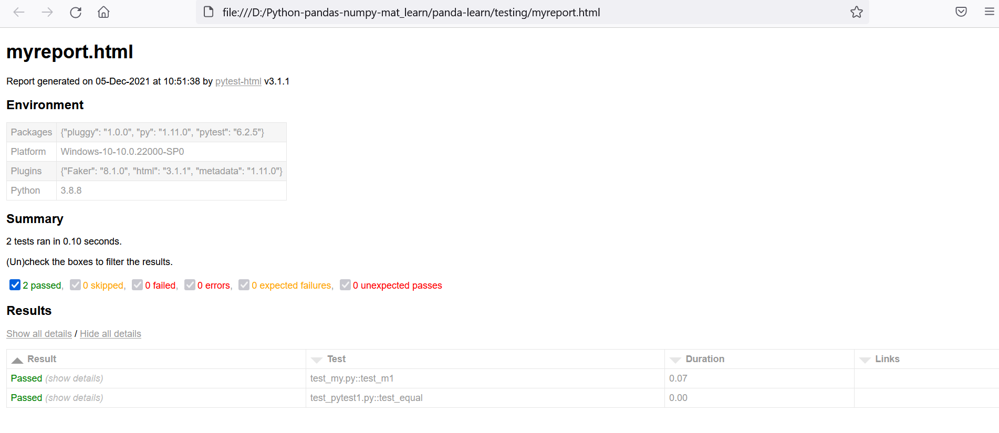 file:///D:/Python-pandas-numpy-mat_learn/panda-learn/testing/myreport.html
myreport.html
Report generated on 05-Dec-2021 at 10:51:38 by pytest-html v3.1.1
Environment
Packages {"pluggy": "1.0.0", "py": "1.11.0", "pytest": "6.2.5"}
Platform Windows-10-10.0.22000-SP0
Plugins {"Faker": "8.1.0", "html": "3.1.1", "metadata": "1.11.0"}
Python 3.8.8
Summary
2 tests ran in 0.10 seconds.
(Un)check the boxes to filter the results.
2 passed, 0 skipped, 0 failed, 0 errors, 0 expected failures, 0 unexpected passes
Results
Show all details / Hide all details
Result Test Duration Links
Passed (show details) test_my.py::test_m1 0.07
Passed (show details) test_pytest1.py::test_equal 0.00